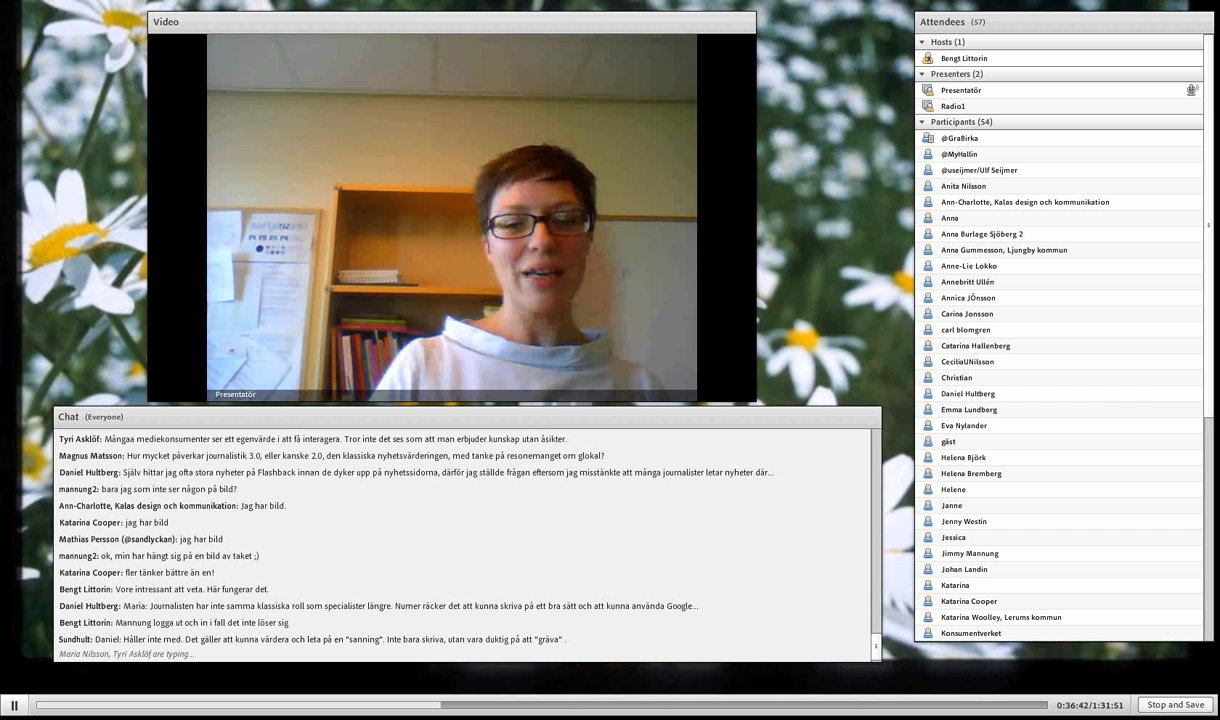 Video
Presentatör
Chat (Everyone)
Tyri Asklöf: Mångaa mediekonsumenter ser ett egenvärde i att få interagera. Tror inte det ses som att man erbjuder kunskap utan åsikter.
Magnus Matsson: Hur mycket påverkar journalistik 3.0, eller kanske 2.0, den klassiska nyhetsvärderingen, med tanke på resonemanget om global?
Daniel Hultberg: Själv hittar jag ofta stora nyheter på Flashback innan de dyker upp på nyhetssidorna, därför jag ställde frågan eftersom jag misstänkte att många journalister letar nyheter där...
mannung2: bara jag som inte ser någon på bild?
Ann-Charlotte, Kalas design och kommunikation: Jag har bild.
Katarina Cooper: jag har bild
Mathias Persson (@sandlyckan): jag har bild
mannung2: ok, min har hängt sig på en bild av taket ;)
Katarina Cooper: fler tänker bättre än en!
Bengt Littorin: Vore intressant att veta. Här fungerar det.
Daniel Hultberg: Maria: Journalisten har inte samma klassiska roll som specialister längre. Numer räcker det att kunna skriva på ett bra sätt och att kunna använda Google...
Bengt Littorin: Mannung logga ut och in i fall det inte löser sig
Sundhult: Daniel: Håller inte med. Det gäller att kunna värdera och leta på en "sanning". Inte bara skriva, utan vara duktig på att "gräva" .
Maria Nilsson, Tyri Asklöf are typing...
Attendees (57)
Hosts (1)
Bengt Littorin
Presenters (2)
Presentatör
Radio1
Participants (54)
@GraBirka
@MyHallin
@useijmer/Ulf Seijmer
Anita Nilsson
Ann-Charlotte, Kalas design och kommunikation
Anna
Anna Burlage Sjöberg 2
Anna Gummesson, Ljungby kommun
Anne-Lie Lokko
Annebritt Ullén
Annica JÖnsson
Carina Jonsson
carl blomgren
Catarina Hallenberg
CeciliaUNilsson
Christian
Daniel Hultberg
Emma Lundberg
Eva Nylander
gäst
Helena Björk
Helena Bremberg
Helene
Janne
Jenny Westin
Jessica
Jimmy Mannung
Johan Landin
Katarina
Katarina Cooper
Katarina Woolley, Lerums kommun
Konsumentverket
0:36:42/1:31:51
Stop and Save